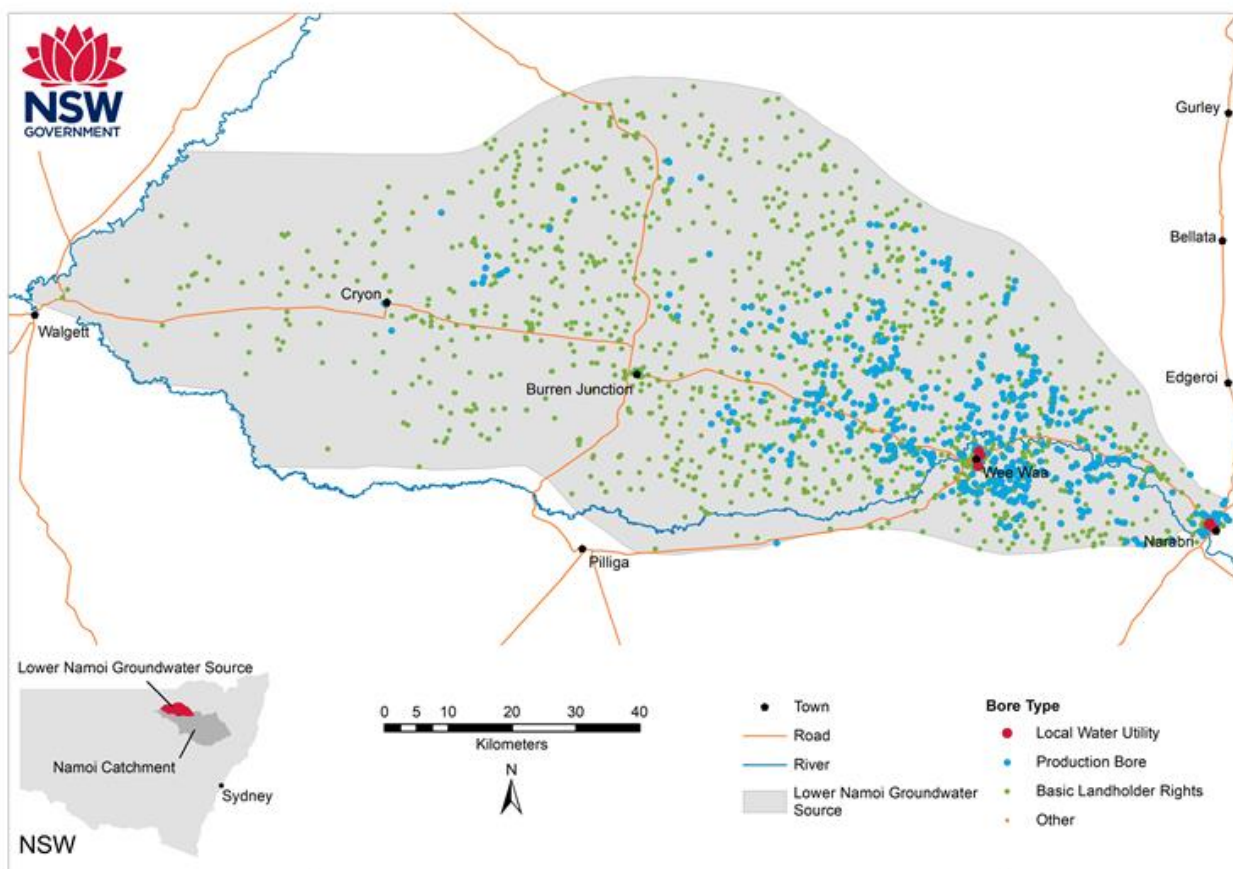 NSW
GOVERNMENT
Gurley
Bellata
Cryon
Walgett
Burren Junction
Edgeroi
Wee Waa
Narabri
Pilliga
Lower Namoi Groundwater
Source
Namoi Catchment
Sydney
NSW
0 5 10 20 30 40
Kilometers
N
Town
Road
River
Lower Namoi Groundwater
Source
Bore Type
Local Water Utility
Production Bore
Basic Landholder Rights
Other